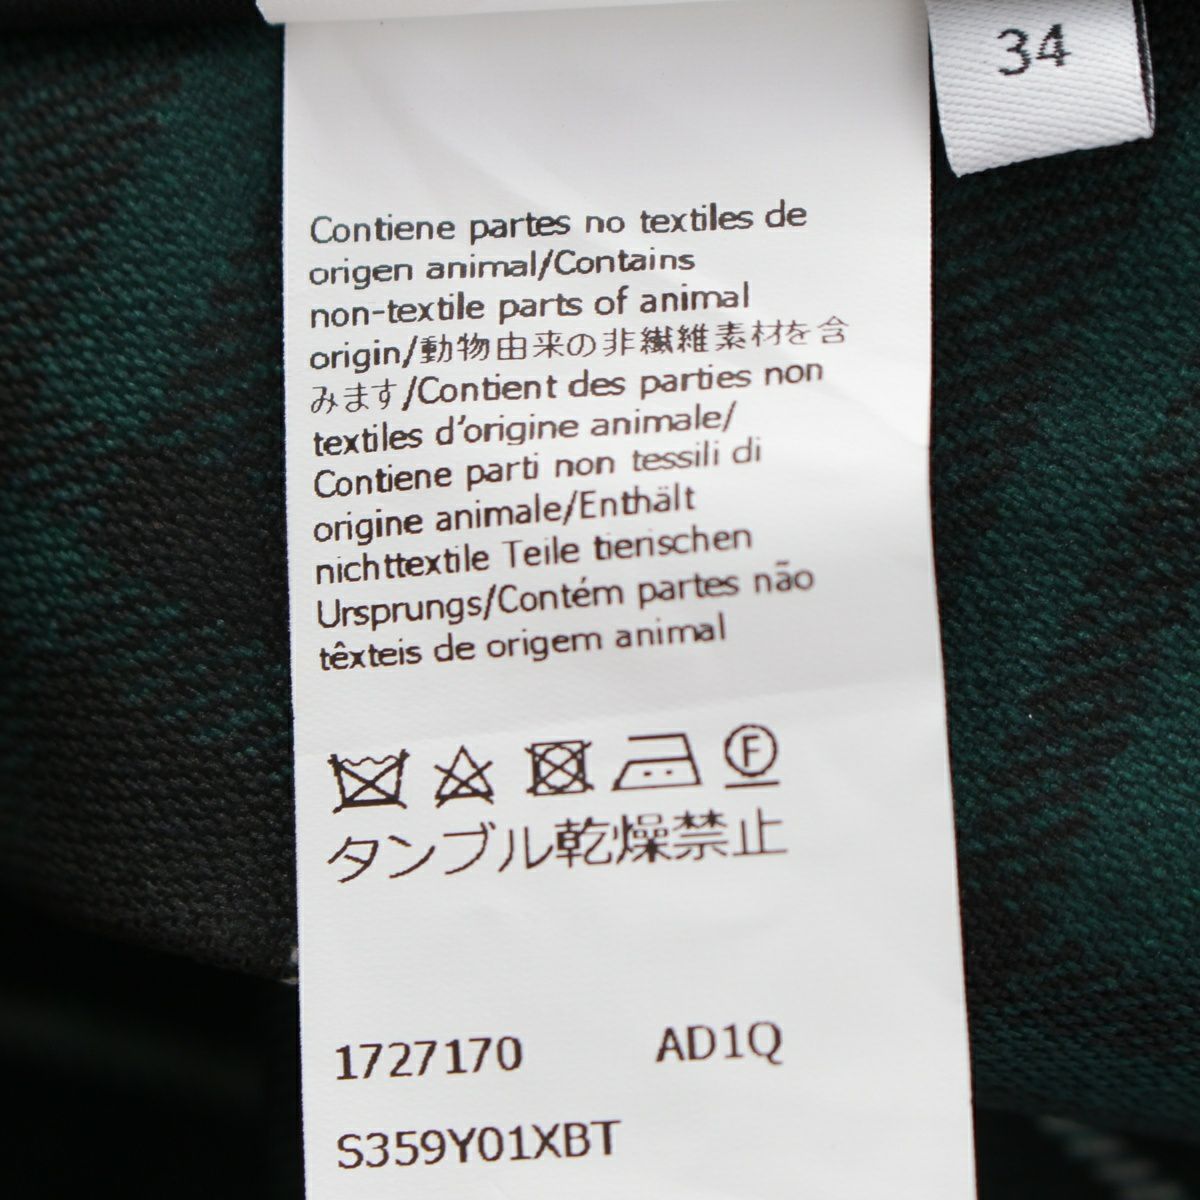 34
Contiene partes no textiles de
origen animal/Contains
non-textile parts of animal
origin/動物由来の非繊維素材を含
みます/Contient des parties non
textiles d'origine animale/
Contiene parti non tessili di
origine animale/Enthält
nichttextile Teile tierischen
Ursprungs/Contém partes não
têxteis de origem animal
F
タンブル乾燥禁止
1727170 AD1Q
S359Y01XBT